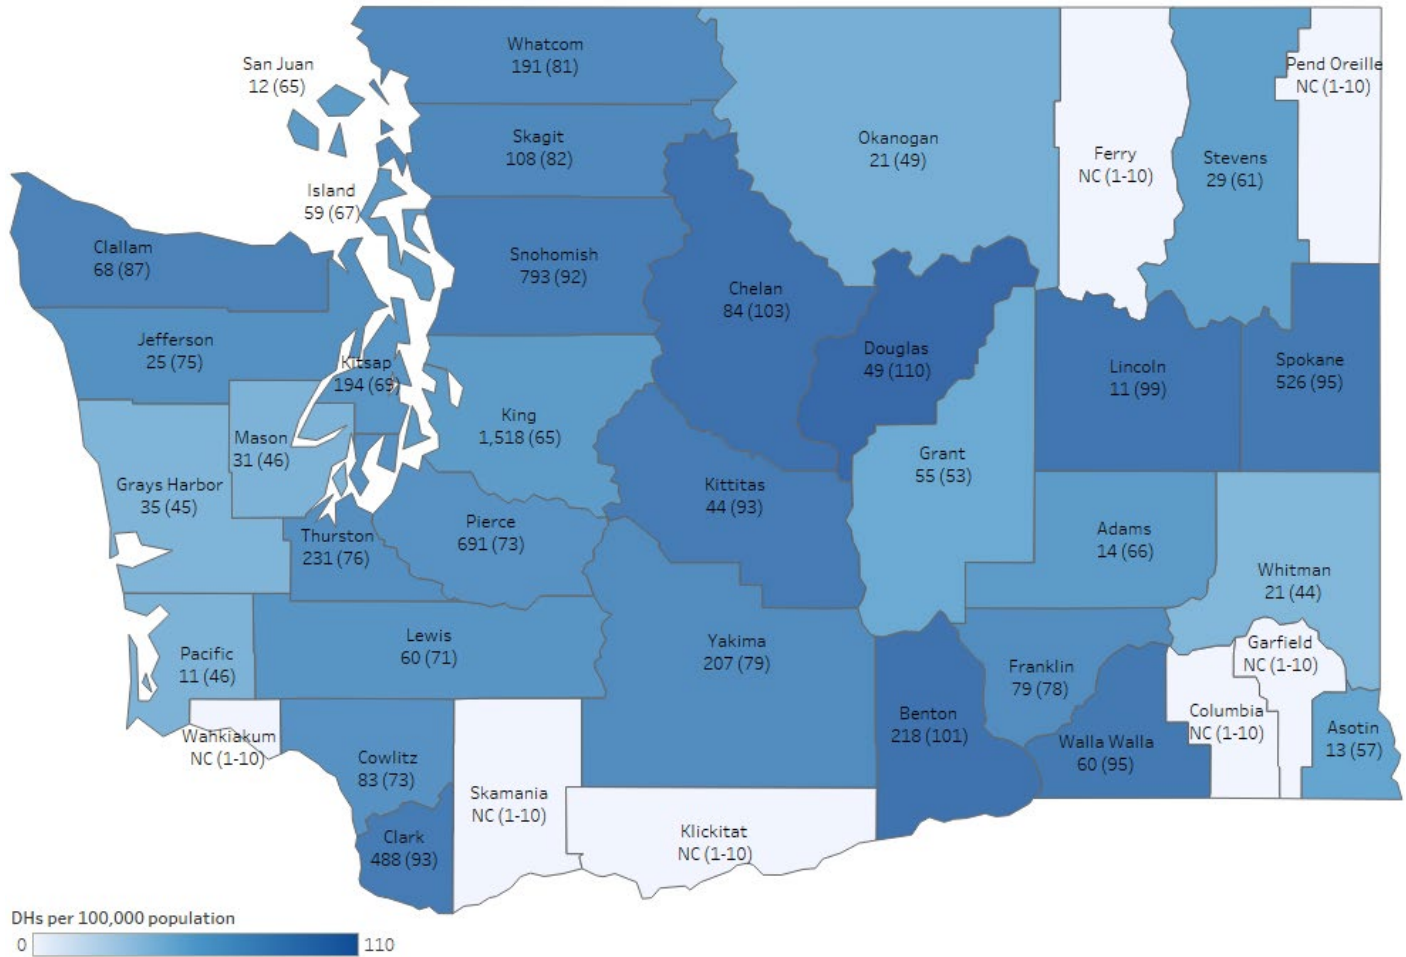 Whatcom
191 (81)
San Juan
12 (65)
Pend Oreille
NC (1-10)
Skagit
108 (82)
Okanogan
21 (49)
Ferry
NC (1-10)
Stevens
29 (61)
Island
59 (67)
Clallam
68 (87)
Snohomish
793 (92)
Chelan
84 (103)
Jefferson
25 (75)
Kitsap
194 (69)
Douglas
49 (110)
Lincoln
11 (99)
Spokane
526 (95)
King
1,518 (65)
Mason
31 (46)
Grant
55 (53)
Grays Harbor
35 (45)
Kittitas
44 (93)
Pierce
691 (73)
Thurston
231 (76)
Adams
14 (66)
Whitman
21 (44)
Lewis
60 (71)
Yakima
207 (79)
Garfield
NC (1-10)
Pacific
11 (46)
Franklin
79 (78)
Benton
218 (101)
Columbia
NC (1-10)
Wahkiakum
NC (1-10)
Walla Walla
60 (95)
Asotin
13 (57)
Cowlitz
83 (73)
Skamania
NC (1-10)
Klickitat
NC (1-10)
Clark
488 (93)
DHs per 100,000 population
0 110